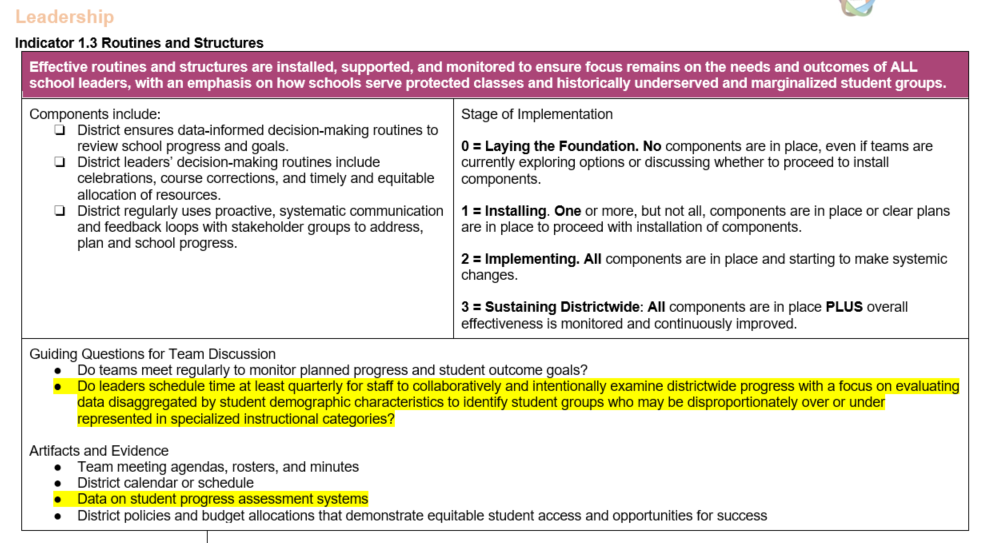 Leadership
Indicator 1.3 Routines and Structures
Effective routines and structures are installed, supported, and monitored to ensure focus remains on the needs and outcomes of ALL
school leaders, with an emphasis on how schools serve protected classes and historically underserved and marginalized student groups.
Components include:
❑ District ensures data-informed decision-making routines to
review school progress and goals.
❑ District leaders’ decision-making routines include
celebrations, course corrections, and timely and equitable
allocation of resources.
❑ District regularly uses proactive, systematic communication
and feedback loops with stakeholder groups to address,
plan and school progress.
Stage of Implementation
0 = Laying the Foundation. No components are in place, even if teams are
currently exploring options or discussing whether to proceed to install
components.
1 = Installing. One or more, but not all, components are in place or clear plans
are in place to proceed with installation of components.
2 = Implementing. All components are in place and starting to make systemic
changes.
3 = Sustaining Districtwide: All components are in place PLUS overall
effectiveness is monitored and continuously improved.
Guiding Questions for Team Discussion
● Do teams meet regularly to monitor planned progress and student outcome goals?
● Do leaders schedule time at least quarterly for staff to collaboratively and intentionally examine districtwide progress with a focus on evaluating
data disaggregated by student demographic characteristics to identify student groups who may be disproportionately over or under
represented in specialized instructional categories?
Artifacts and Evidence
● Team meeting agendas, rosters, and minutes
● District calendar or schedule
● Data on student progress assessment systems
● District policies and budget allocations that demonstrate equitable student access and opportunities for success